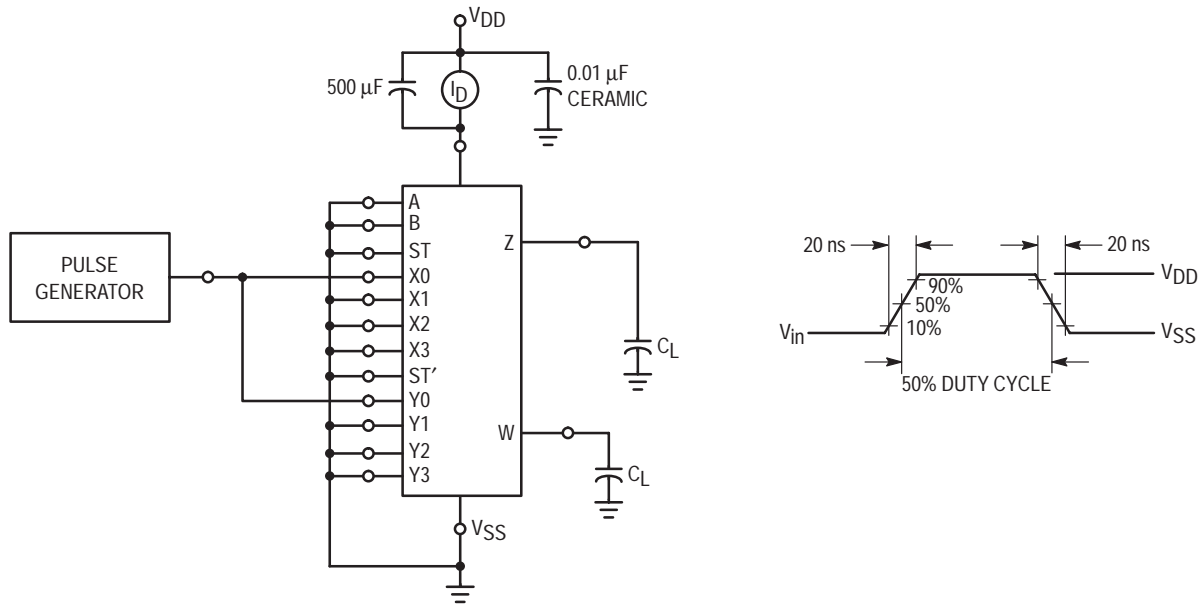 VDD
500 μF
ID
0.01 μF
CERAMIC
PULSE
GENERATOR
A
B
ST
X0
X1
X2
X3
ST′
Y0
Y1
Y2
Y3
Z
W
CL
CL
VSS
20 ns
20 ns
90%
50%
10%
Vin
VDD
VSS
50% DUTY CYCLE